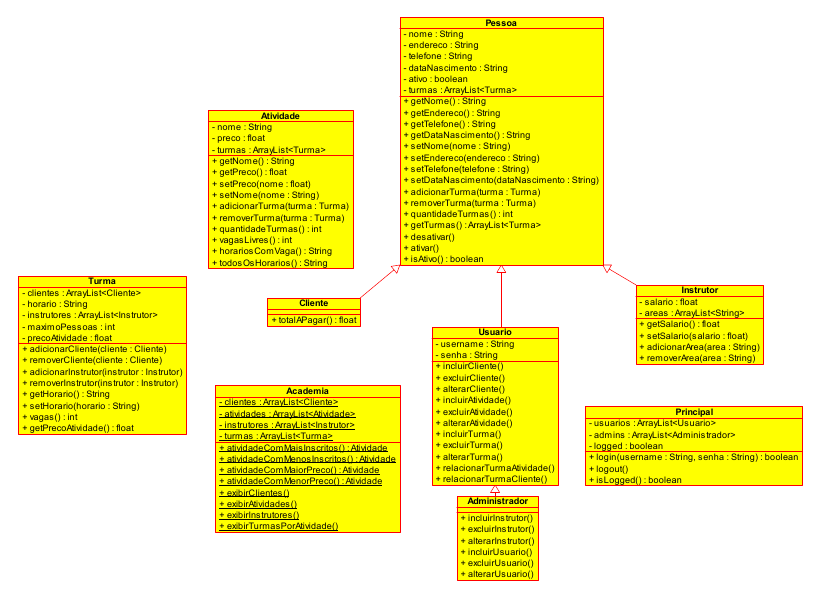 Pessoa
- nome : String
- endereco : String
- telefone : String
- dataNascimento : String
- ativo : boolean
- turmas : ArrayList<Turma>
+ getNome() : String
+ getEndereco() : String
+ getTelefone() : String
+ getDataNascimento() : String
+ setNome(nome : String)
+ setEndereco(endereco : String)
+ setTelefone(telefone : String)
+ setDataNascimento(dataNascimento : String)
+ adicionarTurma(turma : Turma)
+ removerTurma(turma : Turma)
+ quantidadeTurmas() : int
+ getTurmas() : ArrayList<Turma>
+ desativar()
+ ativar()
+ isAtivo() : boolean
Atividade
- nome : String
- preco : float
- turmas : ArrayList<Turma>
+ getNome() : String
+ getPreco() : float
+ setPreco(nome : float)
+ setNome(nome : String)
+ adicionarTurma(turma : Turma)
+ removerTurma(turma : Turma)
+ quantidadeTurmas() : int
+ vagasLivres() : int
+ horariosComVaga() : String
+ todosOsHorarios() : String
Turma
- clientes : ArrayList<Cliente>
- horario : String
- instrutores : ArrayList<Instrutor>
- maximoPessoas : int
- precoAtividade : float
+ adicionarCliente(cliente : Cliente)
+ removerCliente(cliente : Cliente)
+ adicionarInstrutor(instrutor : Instrutor)
+ removerInstrutor(instrutor : Instrutor)
+ getHorario() : String
+ setHorario(horario : String)
+ vagas() : int
+ getPrecoAtividade() : float
Cliente
+ totalAPagar() : float
Instrutor
- salario : float
- areas : ArrayList<String>
+ getSalario() : float
+ setSalario(salario : float)
+ adicionarArea(area : String)
+ removerArea(area : String)
Usuario
- username : String
- senha : String
+ incluirCliente()
+ excluirCliente()
+ alterarCliente()
+ incluirAtividade()
+ excluirAtividade()
+ alterarAtividade()
+ incluirTurma()
+ excluirTurma()
+ alterarTurma()
+ relacionarTurmaAtividade()
+ relacionarTurmaCliente()
Academia
- clientes : ArrayList<Cliente>
- atividades : ArrayList<Atividade>
- instrutores : ArrayList<Instrutor>
- turmas : ArrayList<Turma>
+ atividadeComMaisInscritos() : Atividade
+ atividadeComMenosInscritos() : Atividade
+ atividadeComMaiorPreco() : Atividade
+ atividadeComMenorPreco() : Atividade
+ exibirClientes()
+ exibirAtividades()
+ exibirInstrutores()
+ exibirTurmasPorAtividade()
Principal
- usuarios : ArrayList<Usuario>
- admins : ArrayList<Administrador>
- logged : boolean
+ login(username : String, senha : String) : boolean
+ logout()
+ isLogged() : boolean
Administrador
+ incluirInstrutor()
+ excluirInstrutor()
+ alterarInstrutor()
+ incluirUsuario()
+ excluirUsuario()
+ alterarUsuario()